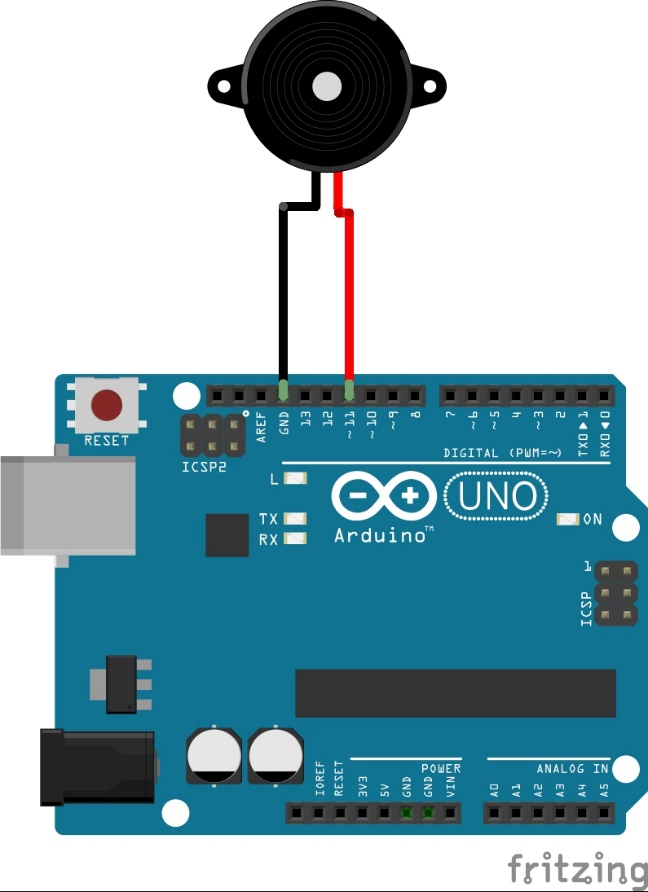 RESET
ICSP2
AREF
GND
13
12
~11
~10
~9
8
7
~6
~5
4
~3
2
TX0▶1
RX0◀0
DIGITAL (PWM=~)
L
TX
RX
UNO
Arduino™
ON
1
ICSP
IOREF
RESET
3V3
5V
GND
GND
VIN
POWER
A0
A1
A2
A3
A4
A5
ANALOG IN
fritzing